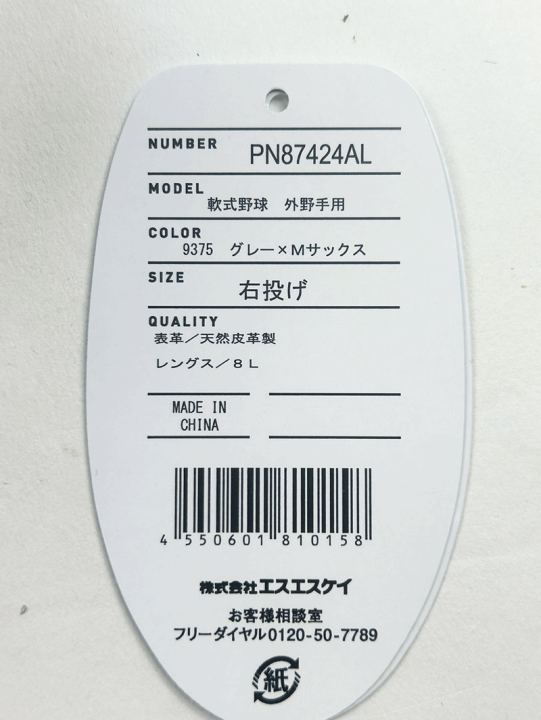 NUMBER PN87424AL
MODEL
軟式野球 外野手用
COLOR
9375 グレー×Mサックス
SIZE
右投げ
QUALITY
表革／天然皮革製
レングス／８Ｌ
MADE IN
CHINA
4 550601 810158
株式会社エスエスケイ
お客様相談室
フリーダイヤル0120-50-7789
紙